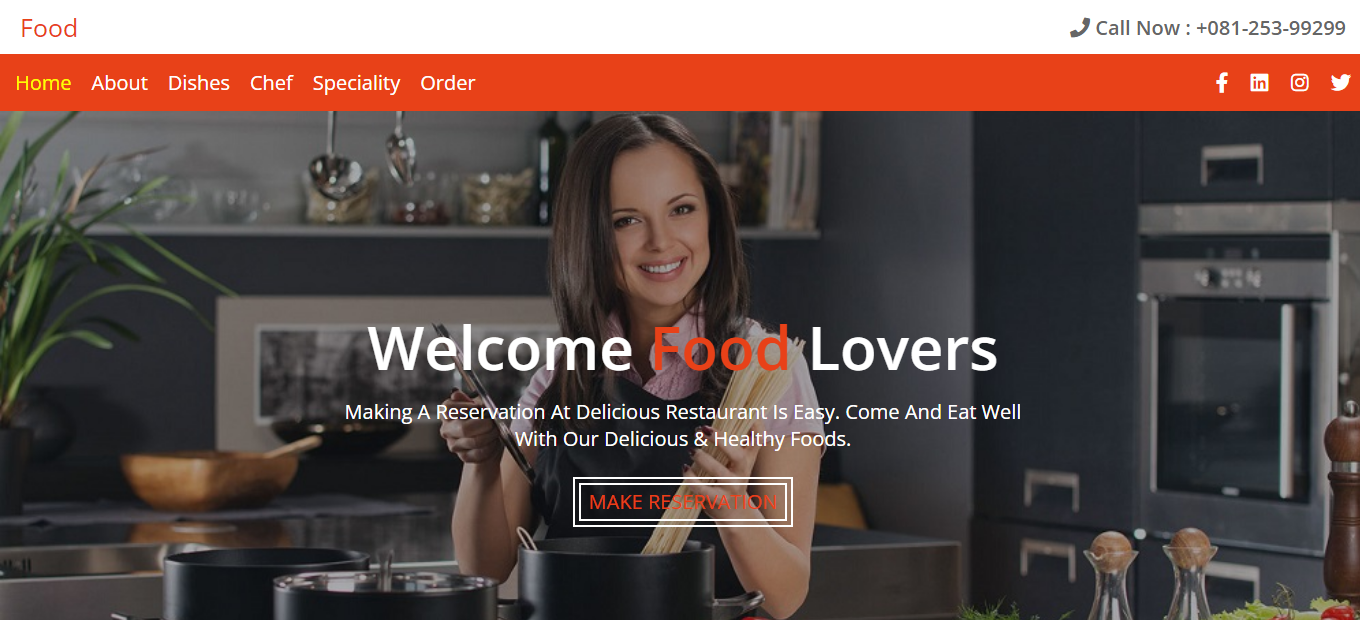 Food
Call Now : +081-253-99299
Home About Dishes Chef Speciality Order
Welcome Food Lovers
Making A Reservation At Delicious Restaurant Is Easy. Come And Eat Well
With Our Delicious & Healthy Foods.
MAKE RESERVATION